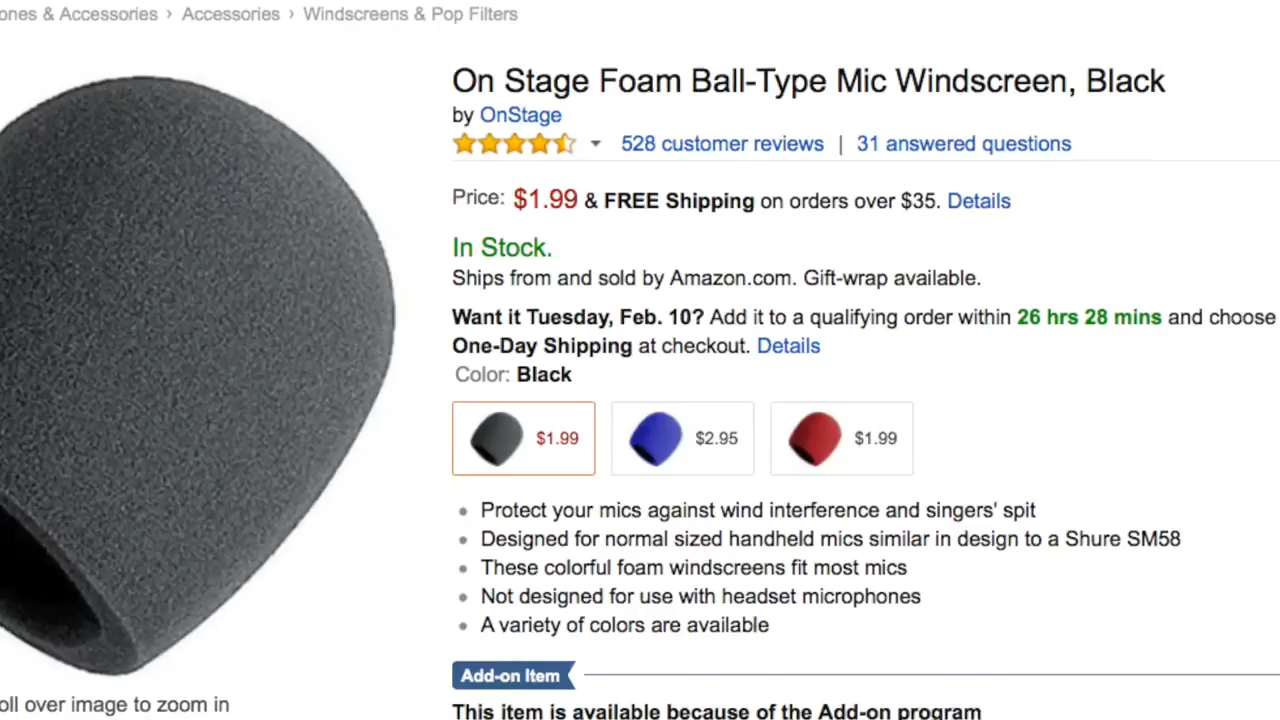 ones & Accessories › Accessories › Windscreens & Pop Filters
On Stage Foam Ball-Type Mic Windscreen, Black
by OnStage
528 customer reviews | 31 answered questions
Price: $1.99 & FREE Shipping on orders over $35. Details
In Stock.
Ships from and sold by Amazon.com. Gift-wrap available.
Want it Tuesday, Feb. 10? Add it to a qualifying order within 26 hrs 28 mins and choose
One-Day Shipping at checkout. Details
Color: Black
$1.99 $2.95 $1.99
Protect your mics against wind interference and singers' spit
Designed for normal sized handheld mics similar in design to a Shure SM58
These colorful foam windscreens fit most mics
Not designed for use with headset microphones
A variety of colors are available
Add-on Item
oll over image to zoom in
This item is available because of the Add-on program